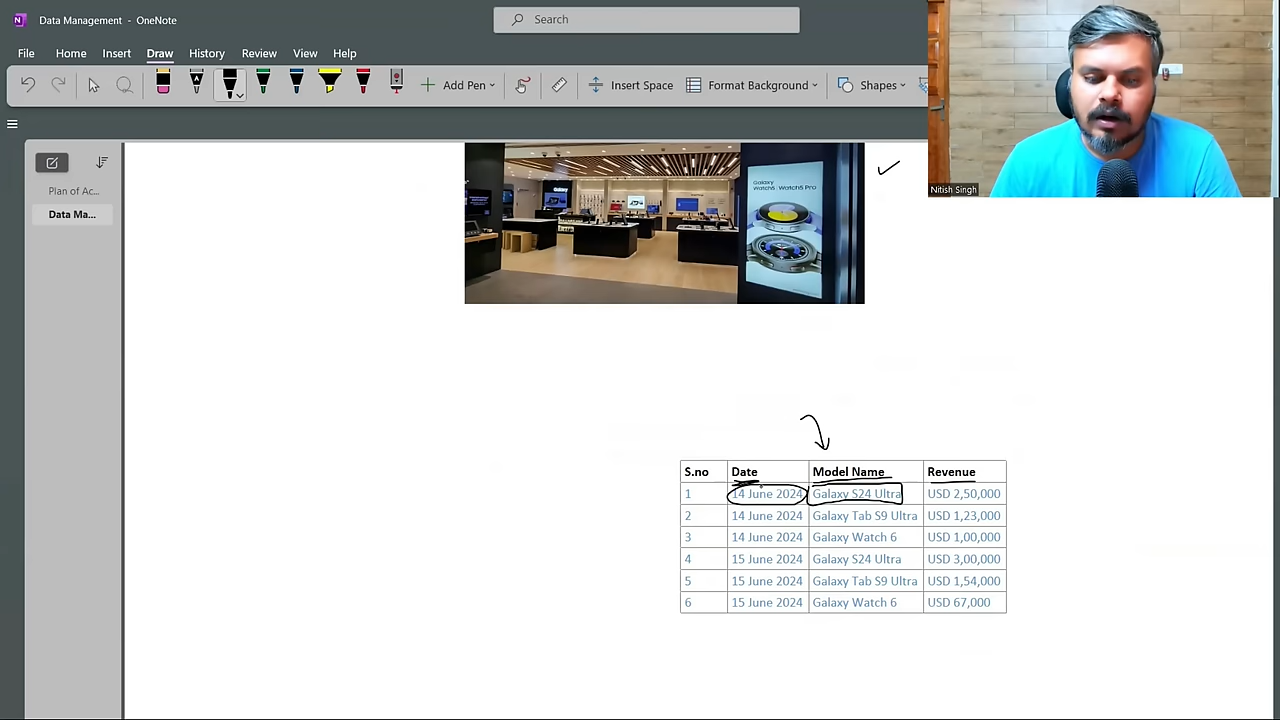 Data Management - OneNote
Search
File Home Insert Draw History Review View Help
Add Pen Insert Space Format Background Shapes
Plan of Ac...
Data Ma...
Galaxy
Galaxy
Watch5 | Watch5 Pro
Nitish Singh
S.no Date Model Name Revenue
1 14 June 2024 Galaxy S24 Ultra USD 2,50,000
2 14 June 2024 Galaxy Tab S9 Ultra USD 1,23,000
3 14 June 2024 Galaxy Watch 6 USD 1,00,000
4 15 June 2024 Galaxy S24 Ultra USD 3,00,000
5 15 June 2024 Galaxy Tab S9 Ultra USD 1,54,000
6 15 June 2024 Galaxy Watch 6 USD 67,000